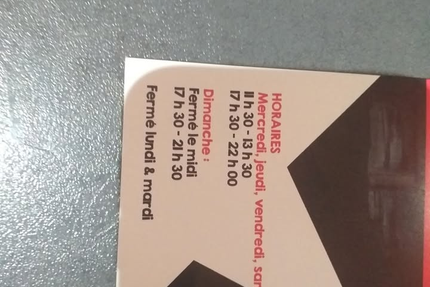 HORAIRES
Mercredi, jeudi, vendredi,
11 h 30 - 13 h 30
17 h 30 - 22 h 00
Dimanche :
Fermé le midi
17 h 30 - 21 h 30
Fermé lundi & mardi